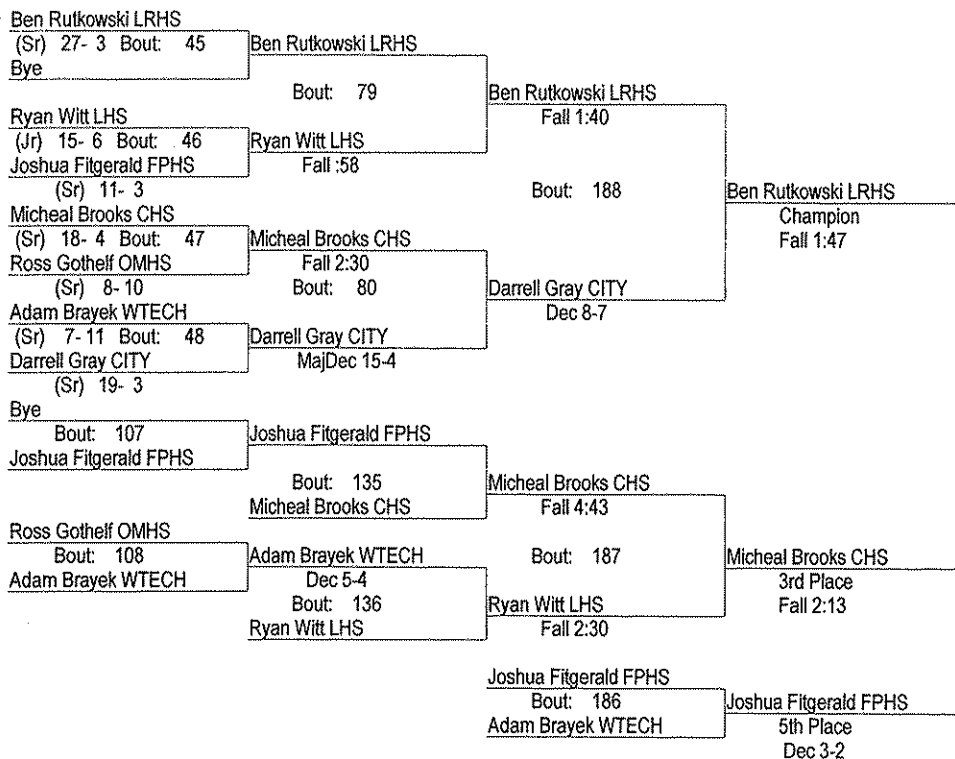 Ben Rutkowski LRHS
(Sr) 27- 3 Bout: 45
Bye
Ben Rutkowski LRHS
Bout: 79
Ryan Witt LHS
(Jr) 15- 6 Bout: 46
Joshua Fitgerald FPHS
(Sr) 11- 3
Ryan Witt LHS
Fall :58
Ben Rutkowski LRHS
Fall 1:40
Bout: 188
Micheal Brooks CHS
(Sr) 18- 4 Bout: 47
Ross Gothelf OMHS
(Sr) 8- 10
Micheal Brooks CHS
Fall 2:30
Bout: 80
Adam Brayek WTECH
(Sr) 7- 11 Bout: 48
Darrell Gray CITY
(Sr) 19- 3
Darrell Gray CITY
MajDec 15-4
Darrell Gray CITY
Dec 8-7
Ben Rutkowski LRHS
Champion
Fall 1:47
Bye
Bout: 107
Joshua Fitgerald FPHS
Joshua Fitgerald FPHS
Bout: 135
Micheal Brooks CHS
Micheal Brooks CHS
Fall 4:43
Bout: 187
Ross Gothelf OMHS
Bout: 108
Adam Brayek WTECH
Adam Brayek WTECH
Dec 5-4
Bout: 136
Ryan Witt LHS
Ryan Witt LHS
Fall 2:30
Micheal Brooks CHS
3rd Place
Fall 2:13
Joshua Fitgerald FPHS
Bout: 186
Adam Brayek WTECH
Joshua Fitgerald FPHS
5th Place
Dec 3-2